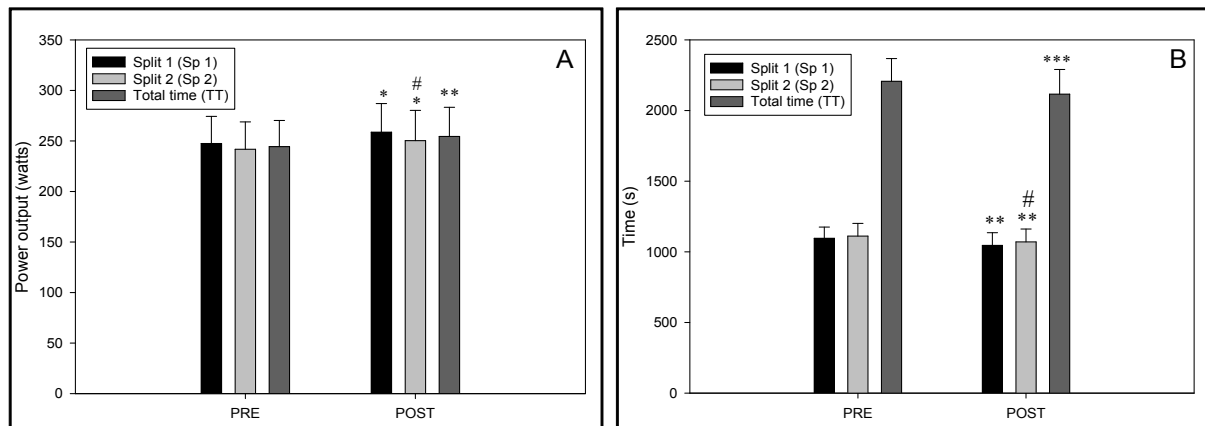 A
Power output (watts)
350
300
250
200
150
100
50
0
Split 1 (Sp 1)
Split 2 (Sp 2)
Total time (TT)
*
#
*
**
PRE POST
B
Time (s)
2500
2000
1500
1000
500
0
Split 1 (Sp 1)
Split 2 (Sp 2)
Total time (TT)
***
**
#
**
PRE POST